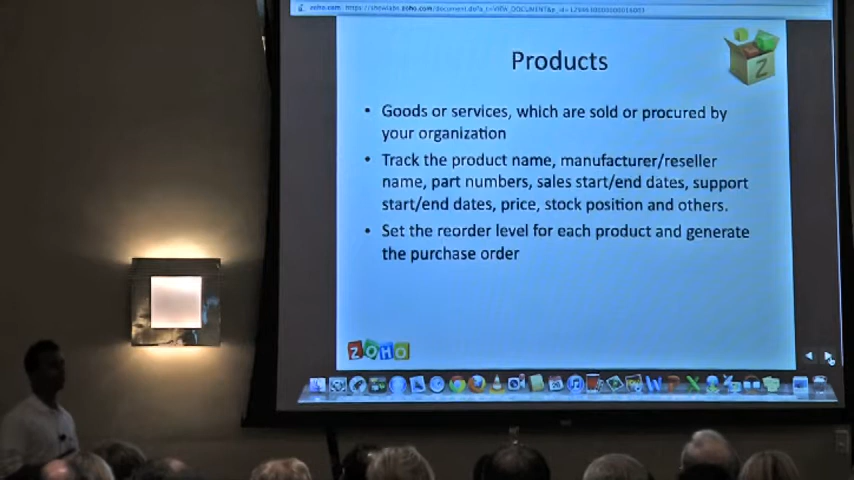 Products
• Goods or services, which are sold or procured by
your organization
• Track the product name, manufacturer/reseller
name, part numbers, sales start/end dates, support
start/end dates, price, stock position and others.
• Set the reorder level for each product and generate
the purchase order
ZOHO